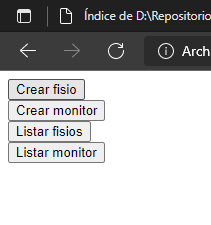 Índice de D:\Repositorio
Arch
Crear fisio
Crear monitor
Listar fisios
Listar monitor